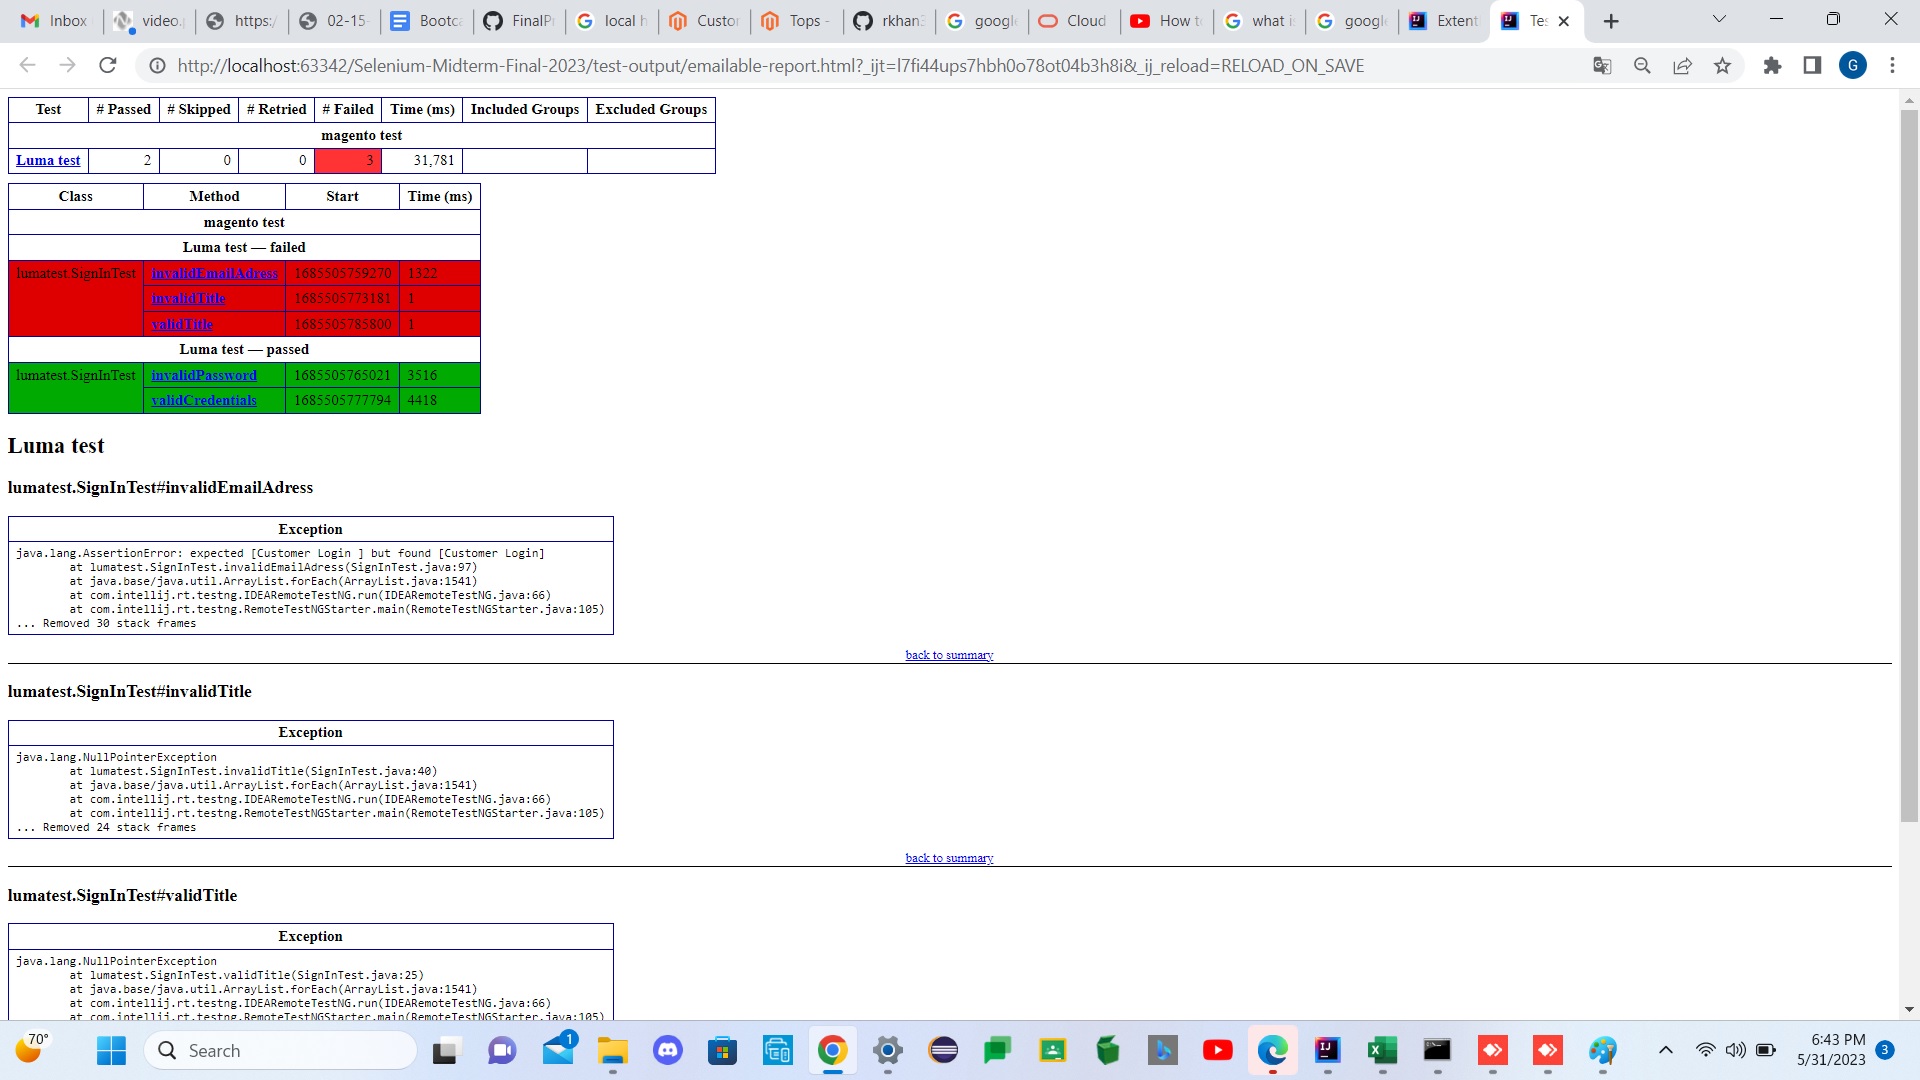 Inbox
video.
https:/
02-15-
Bootca
FinalPr
local h
Custor
Tops -
rkhan3
google
Cloud
How to
what i
google
Extent
Tes
http://localhost:63342/Selenium-Midterm-Final-2023/test-output/emailable-report.html?_ijt=l7fi44ups7hbh0o78ot04b3h8i&_ij_reload=RELOAD_ON_SAVE
G
Test # Passed # Skipped # Retried # Failed Time (ms) Included Groups Excluded Groups
magento test
Luma test 2 0 0 3 31,781
Class Method Start Time (ms)
magento test
Luma test — failed
lumatest.SignInTest invalidEmailAdress 1685505759270 1322
invalidTitle 1685505773181 1
validTitle 1685505785800 1
Luma test — passed
lumatest.SignInTest invalidPassword 1685505765021 3516
validCredentials 1685505777794 4418
Luma test
lumatest.SignInTest#invalidEmailAdress
Exception
java.lang.AssertionError: expected [Customer Login ] but found [Customer Login]
at lumatest.SignInTest.invalidEmailAdress(SignInTest.java:97)
at java.base/java.util.ArrayList.forEach(ArrayList.java:1541)
at com.intellij.rt.testng.IDEARemoteTestNG.run(IDEARemoteTestNG.java:66)
at com.intellij.rt.testng.RemoteTestNGStarter.main(RemoteTestNGStarter.java:105)
... Removed 30 stack frames
back to summary
lumatest.SignInTest#invalidTitle
Exception
java.lang.NullPointerException
at lumatest.SignInTest.invalidTitle(SignInTest.java:40)
at java.base/java.util.ArrayList.forEach(ArrayList.java:1541)
at com.intellij.rt.testng.IDEARemoteTestNG.run(IDEARemoteTestNG.java:66)
at com.intellij.rt.testng.RemoteTestNGStarter.main(RemoteTestNGStarter.java:105)
... Removed 24 stack frames
back to summary
lumatest.SignInTest#validTitle
Exception
java.lang.NullPointerException
at lumatest.SignInTest.validTitle(SignInTest.java:25)
at java.base/java.util.ArrayList.forEach(ArrayList.java:1541)
at com.intellij.rt.testng.IDEARemoteTestNG.run(IDEARemoteTestNG.java:66)
at com.intellij.rt.testng.RemoteTestNGStarter.main(RemoteTestNGStarter.java:105)
70°
Search
1
6:43 PM
5/31/2023
3